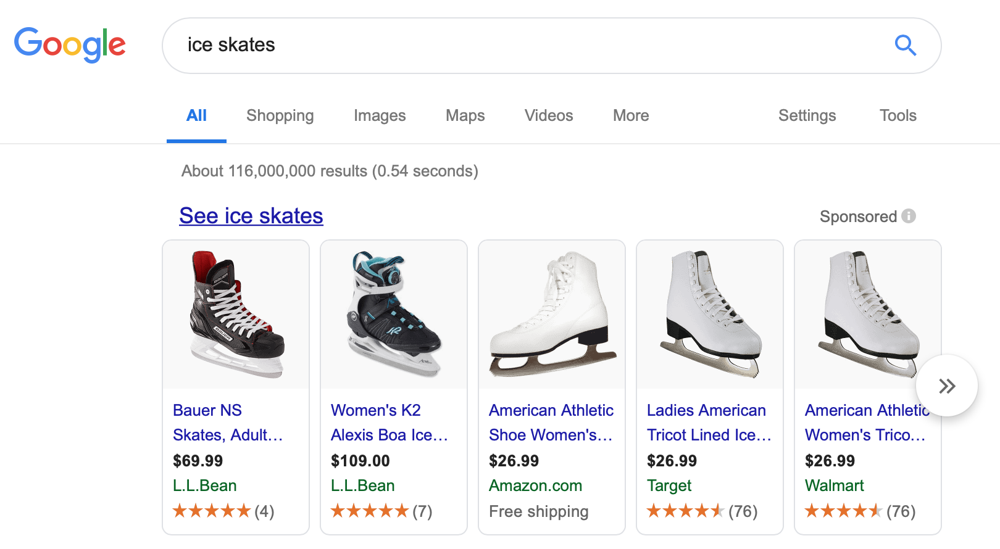 Google
ice skates
All Shopping Images Maps Videos More Settings Tools
About 116,000,000 results (0.54 seconds)
See ice skates
Sponsored
BAUER
BAUER
K2
Bauer NS
Skates, Adult...
$69.99
L.L.Bean
(4)
Women's K2
Alexis Boa Ice...
$109.00
L.L.Bean
(7)
American Athletic
Shoe Women's...
$26.99
Amazon.com
Free shipping
Ladies American
Tricot Lined Ice...
$26.99
Target
(76)
American Athletic
Women's Trico...
$26.99
Walmart
(76)